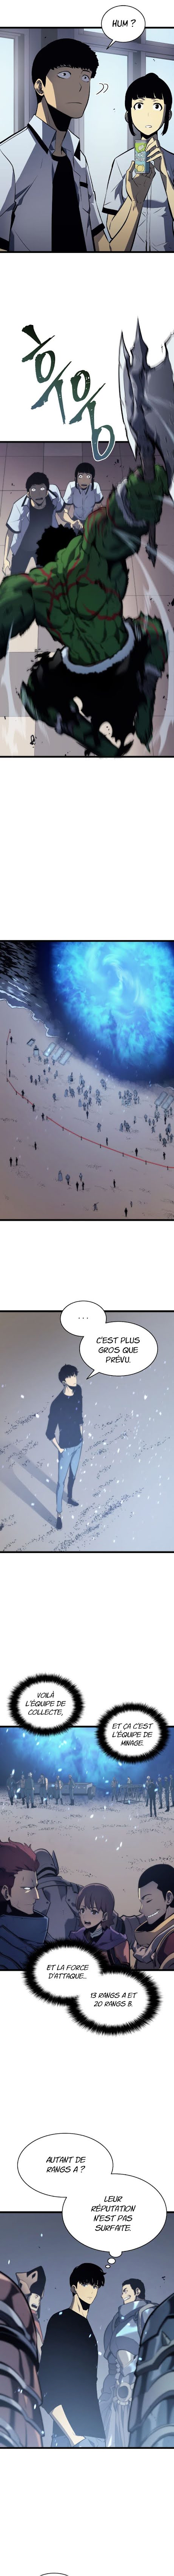 HUM ?
C'EST PLUS
GROS QUE
PRÉVU.
...
VOILÀ
L'ÉQUIPE DE
COLLECTE,
ET ÇA C'EST
L'ÉQUIPE DE
MINAGE.
ET LA FORCE
D'ATTAQUE...
13 RANGS A ET
20 RANGS B.
AUTANT DE
RANGS A ?
LEUR
RÉPUTATION
N'EST PAS
SURFAITE.